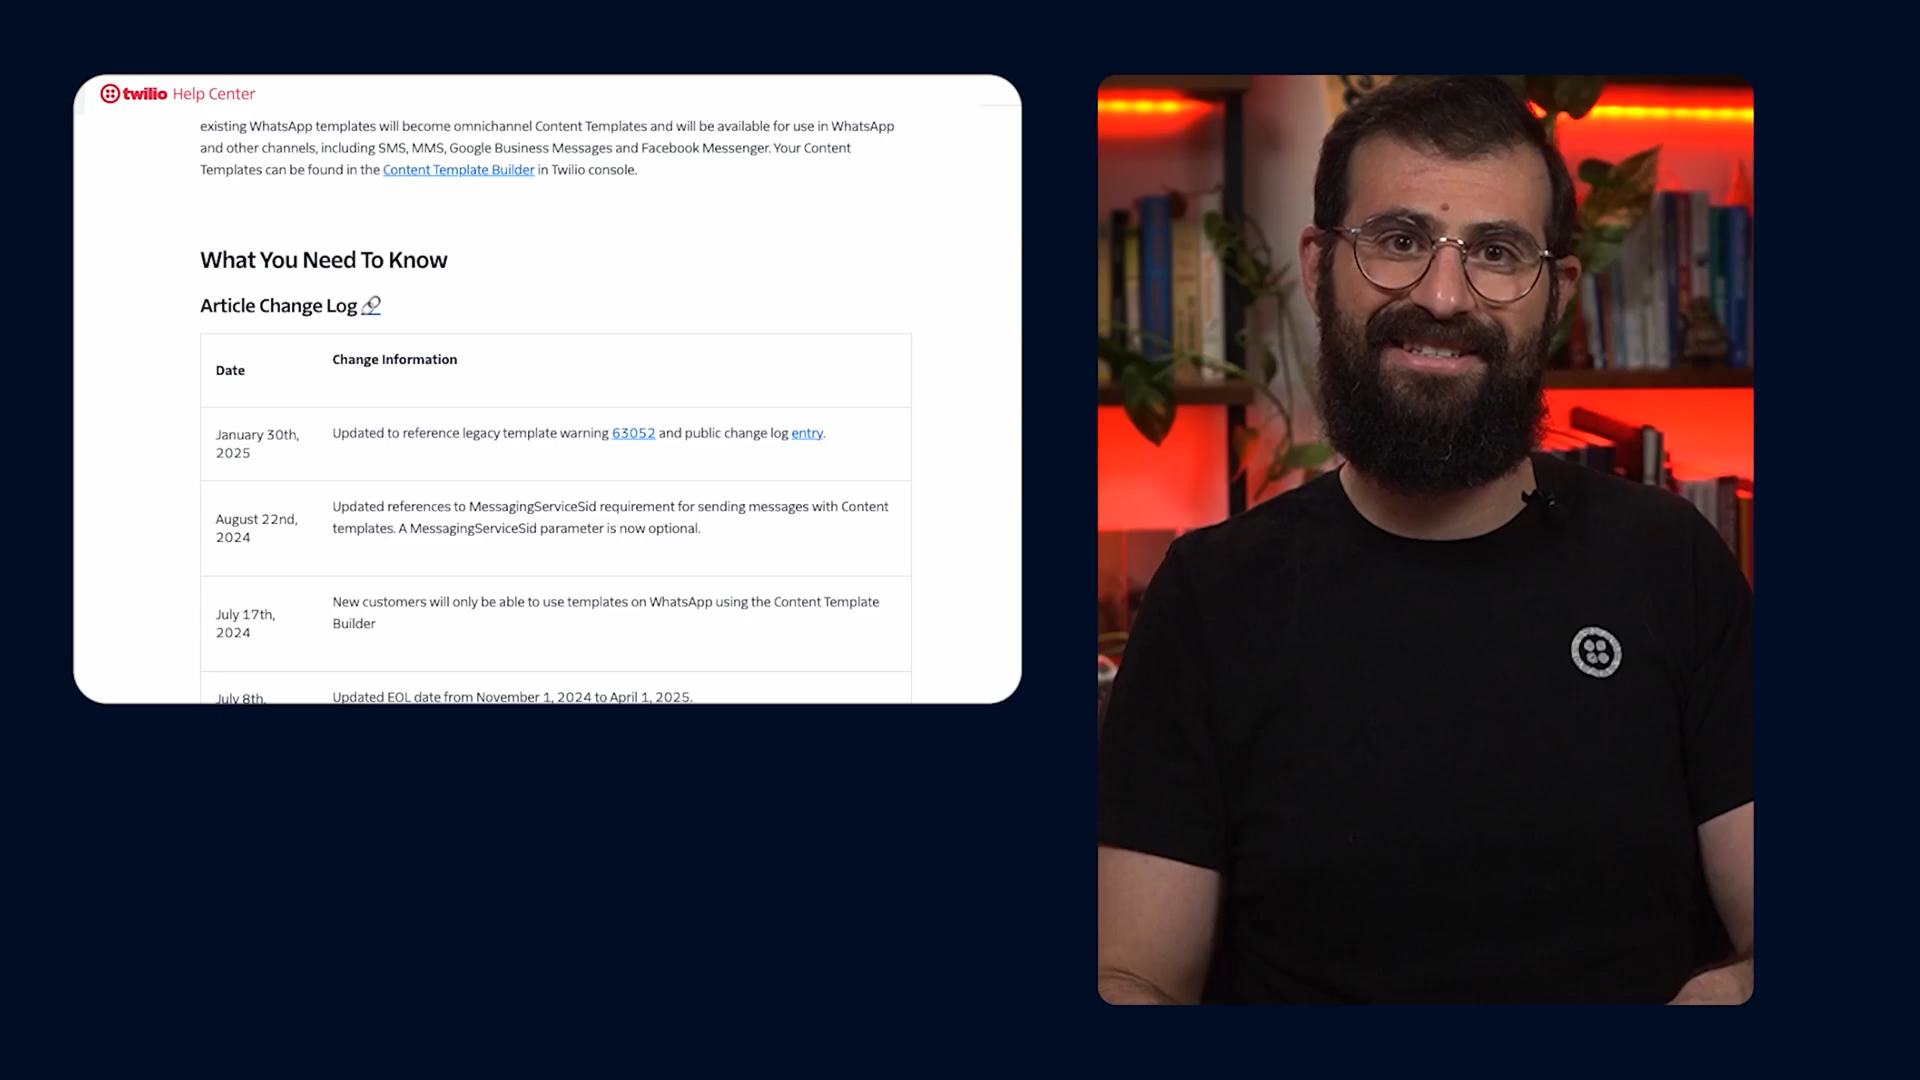 twilio Help Center
existing WhatsApp templates will become omnichannel Content Templates and will be available for use in WhatsApp
and other channels, including SMS, MMS, Google Business Messages and Facebook Messenger. Your Content
Templates can be found in the Content Template Builder in Twilio console.
What You Need To Know
Article Change Log
Date
Change Information
January 30th,
2025
Updated to reference legacy template warning 63052 and public change log entry.
August 22nd,
2024
Updated references to MessagingServiceSid requirement for sending messages with Content
templates. A MessagingServiceSid parameter is now optional.
July 17th,
2024
New customers will only be able to use templates on WhatsApp using the Content Template
Builder
July 8th,
Updated EOL date from November 1, 2024 to April 1, 2025.